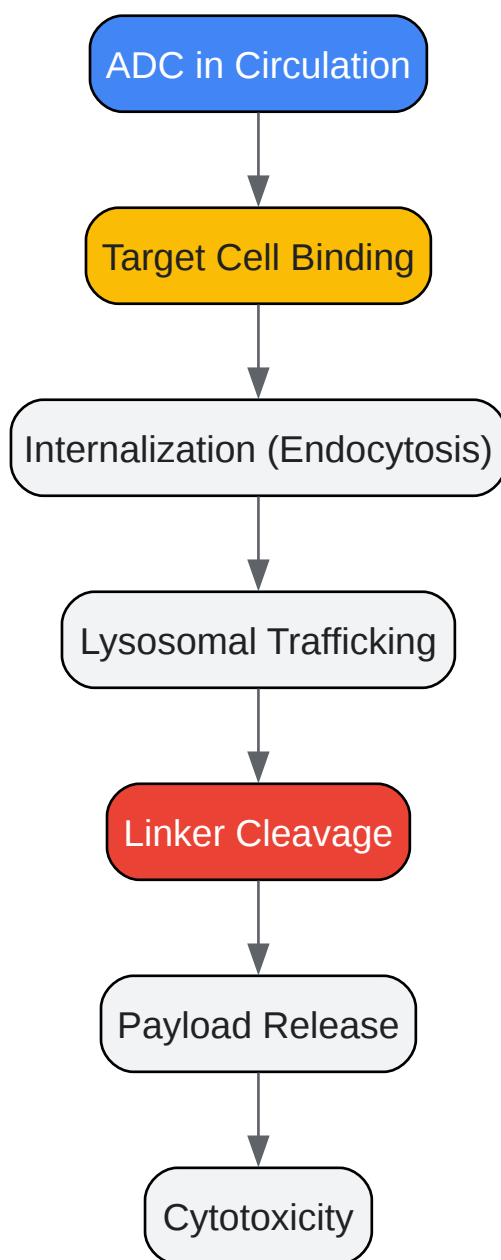 ADC in Circulation
Target Cell Binding
Internalization (Endocytosis)
Lysosomal Trafficking
Linker Cleavage
Payload Release
Cytotoxicity